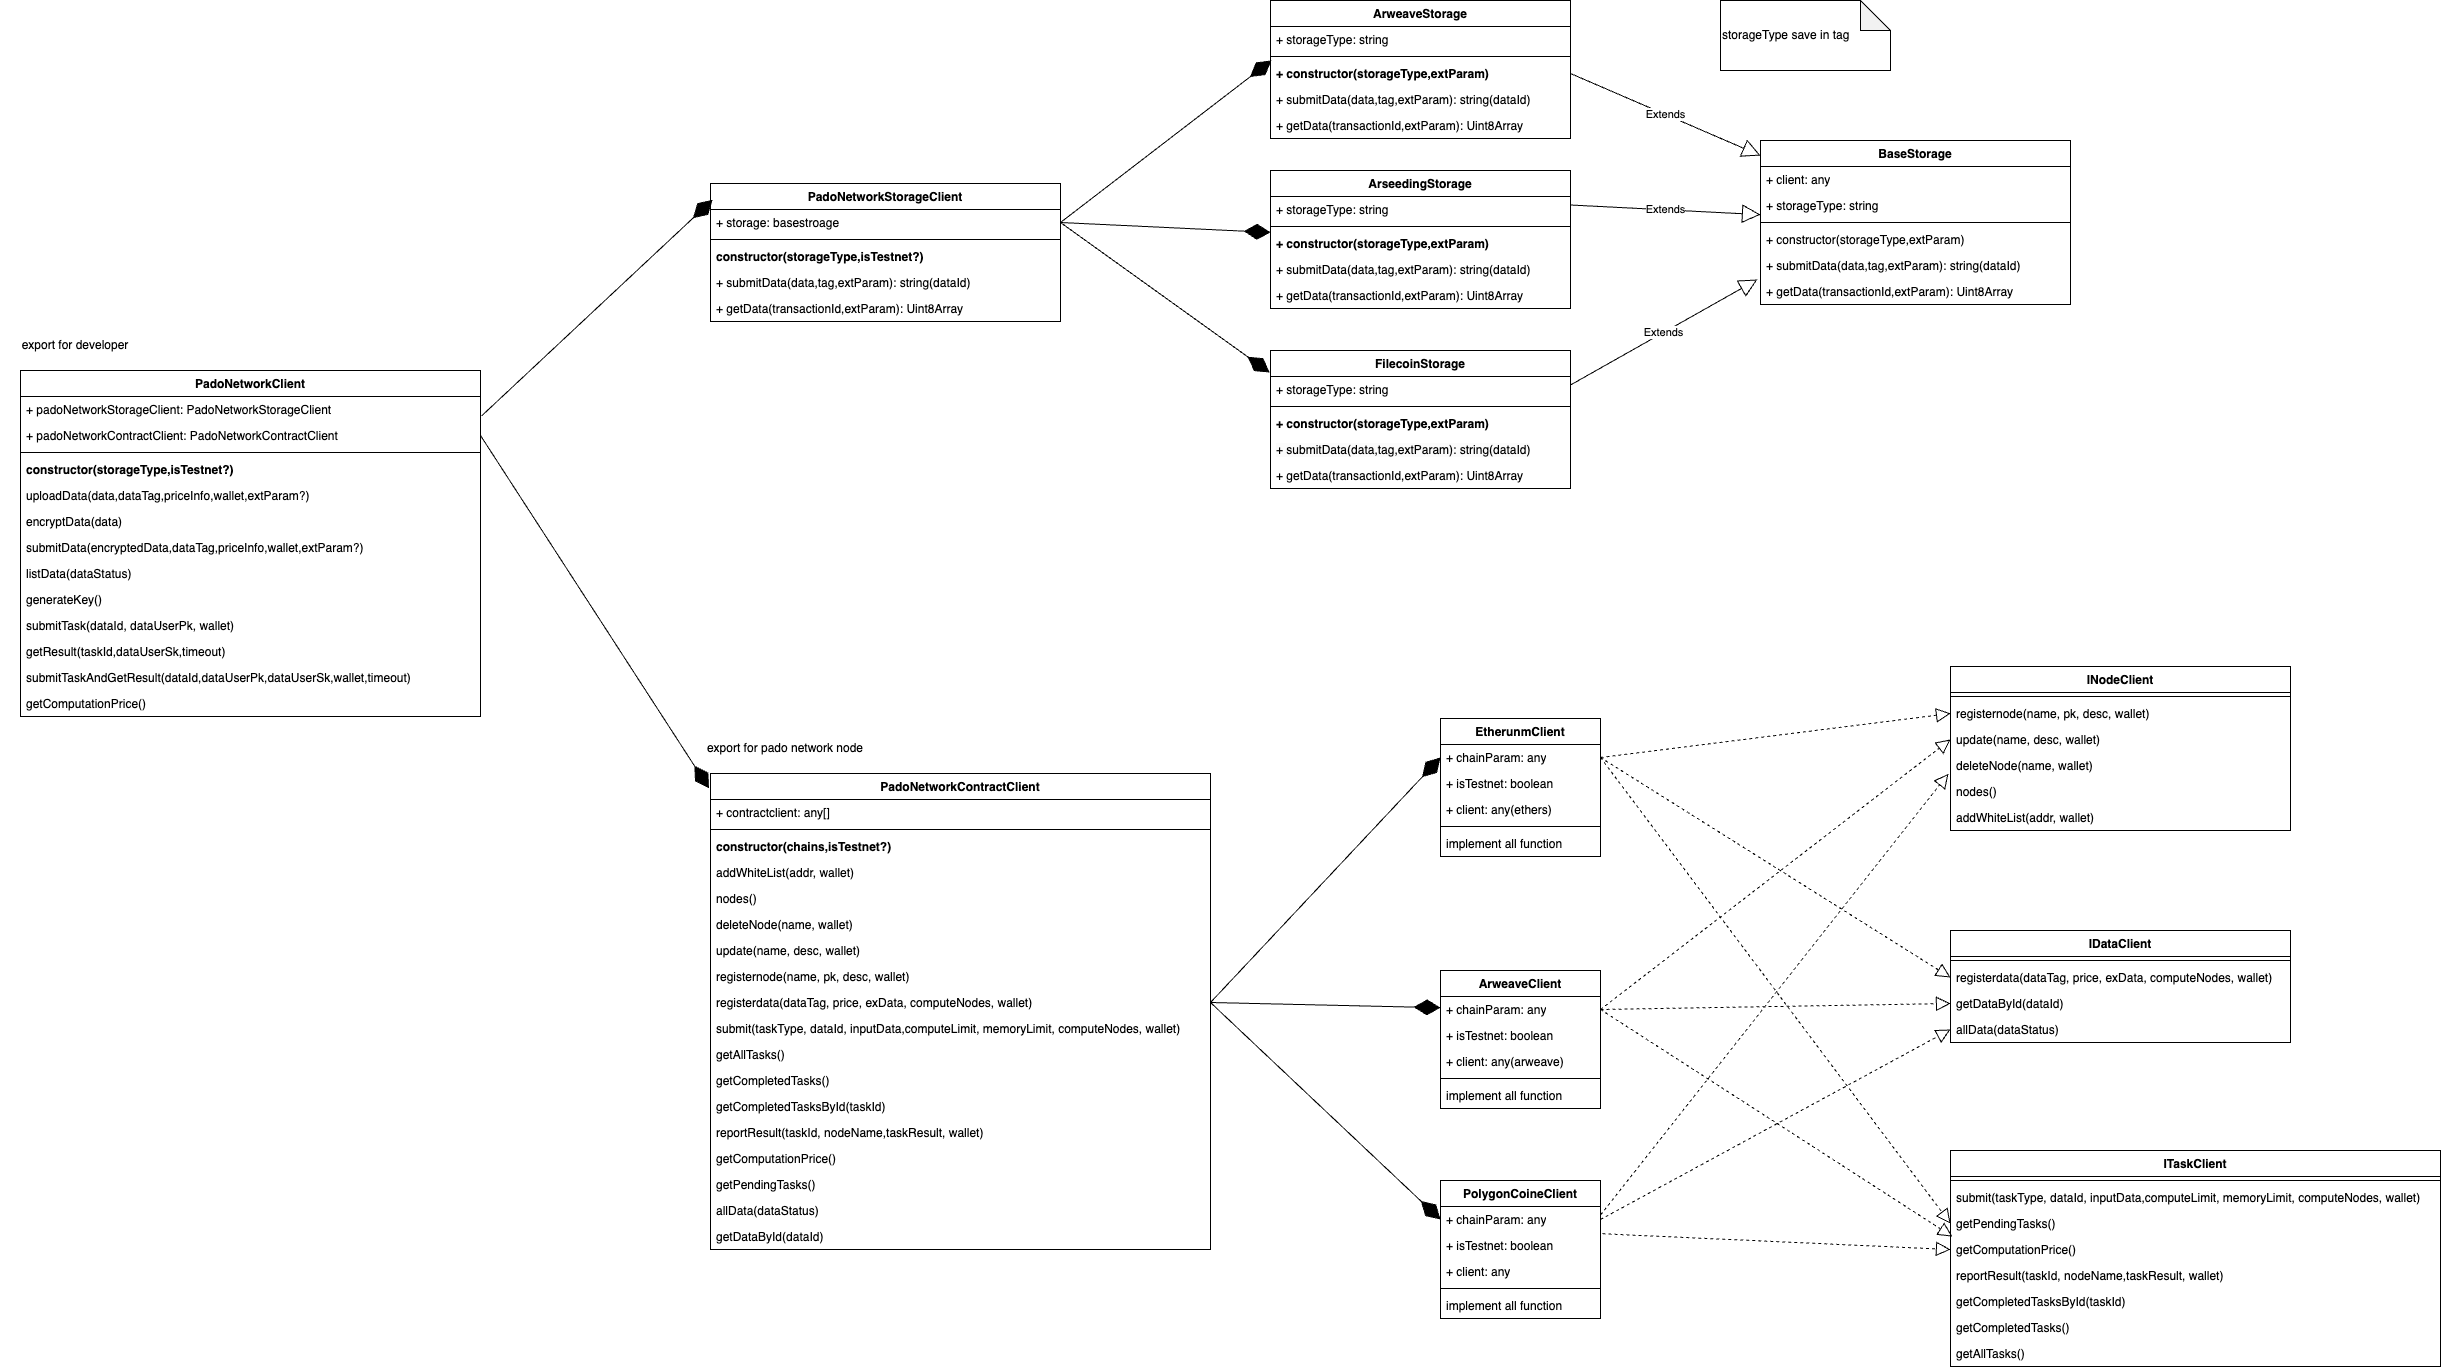 export for developer
PadoNetworkClient
+ padoNetworkStorageClient: PadoNetworkStorageClient
+ padoNetworkContractClient: PadoNetworkContractClient
constructor(storageType,isTestnet?)
uploadData(data,dataTag,priceInfo,wallet,extParam?)
encryptData(data)
submitData(encryptedData,dataTag,priceInfo,wallet,extParam?)
listData(dataStatus)
generateKey()
submitTask(dataId, dataUserPk, wallet)
getResult(taskId,dataUserSk,timeout)
submitTaskAndGetResult(dataId,dataUserPk,dataUserSk,wallet,timeout)
getComputationPrice()
PadoNetworkStorageClient
+ storage: basestroage
constructor(storageType,isTestnet?)
+ submitData(data,tag,extParam): string(dataId)
+ getData(transactionId,extParam): Uint8Array
ArweaveStorage
+ storageType: string
+ constructor(storageType,extParam)
+ submitData(data,tag,extParam): string(dataId)
+ getData(transactionId,extParam): Uint8Array
ArseedingStorage
+ storageType: string
+ constructor(storageType,extParam)
+ submitData(data,tag,extParam): string(dataId)
+ getData(transactionId,extParam): Uint8Array
FilecoinStorage
+ storageType: string
+ constructor(storageType,extParam)
+ submitData(data,tag,extParam): string(dataId)
+ getData(transactionId,extParam): Uint8Array
Extends
Extends
Extends
storageType save in tag
BaseStorage
+ client: any
+ storageType: string
+ constructor(storageType,extParam)
+ submitData(data,tag,extParam): string(dataId)
+ getData(transactionId,extParam): Uint8Array
export for pado network node
PadoNetworkContractClient
+ contractclient: any[]
constructor(chains,isTestnet?)
addWhiteList(addr, wallet)
nodes()
deleteNode(name, wallet)
update(name, desc, wallet)
registernode(name, pk, desc, wallet)
registerdata(dataTag, price, exData, computeNodes, wallet)
submit(taskType, dataId, inputData,computeLimit, memoryLimit, computeNodes, wallet)
getAllTasks()
getCompletedTasks()
getCompletedTasksById(taskId)
reportResult(taskId, nodeName,taskResult, wallet)
getComputationPrice()
getPendingTasks()
allData(dataStatus)
getDataById(dataId)
EtherunmClient
+ chainParam: any
+ isTestnet: boolean
+ client: any(ethers)
implement all function
ArweaveClient
+ chainParam: any
+ isTestnet: boolean
+ client: any(arweave)
implement all function
PolygonCoineClient
+ chainParam: any
+ isTestnet: boolean
+ client: any
implement all function
INodeClient
registernode(name, pk, desc, wallet)
update(name, desc, wallet)
deleteNode(name, wallet)
nodes()
addWhiteList(addr, wallet)
IDataClient
registerdata(dataTag, price, exData, computeNodes, wallet)
getDataById(dataId)
allData(dataStatus)
ITaskClient
submit(taskType, dataId, inputData,computeLimit, memoryLimit, computeNodes, wallet)
getPendingTasks()
getComputationPrice()
reportResult(taskId, nodeName,taskResult, wallet)
getCompletedTasksById(taskId)
getCompletedTasks()
getAllTasks()